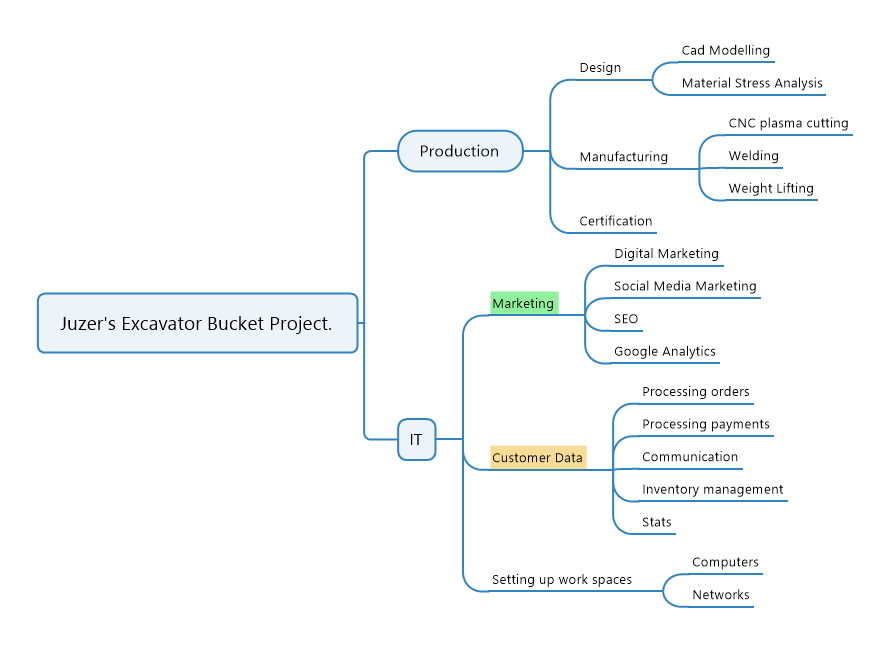 Juzer's Excavator Bucket Project.
Production
Design
Cad Modelling
Material Stress Analysis
Manufacturing
CNC plasma cutting
Welding
Weight Lifting
Certification
IT
Marketing
Digital Marketing
Social Media Marketing
SEO
Google Analytics
Customer Data
Processing orders
Processing payments
Communication
Inventory management
Stats
Setting up work spaces
Computers
Networks